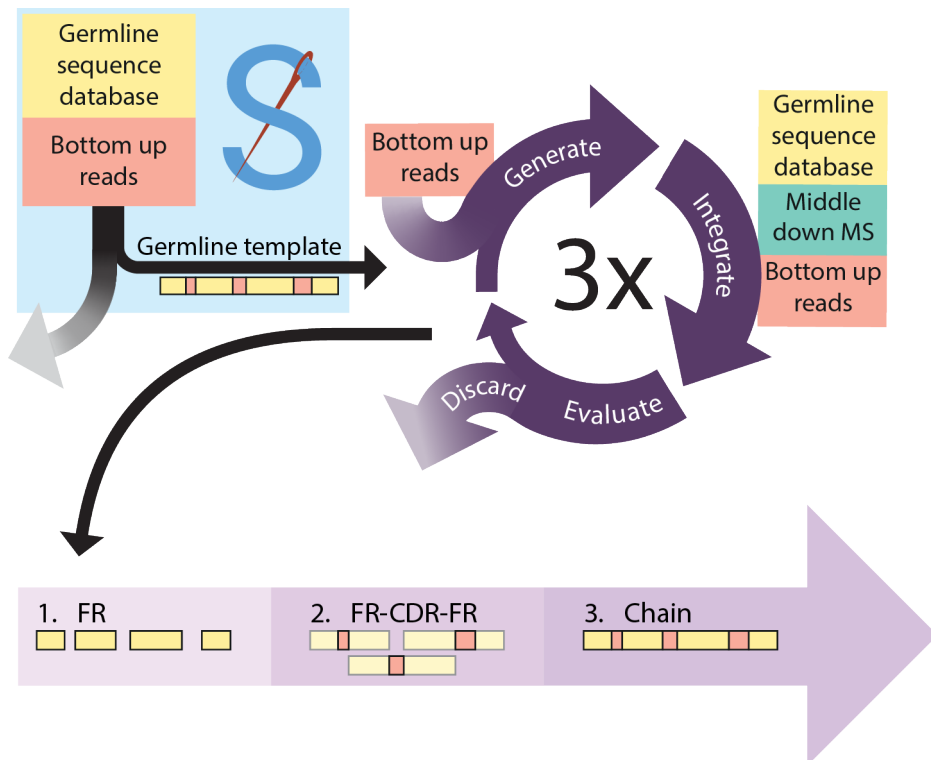 Germline
sequence
database
Bottom up
reads
S
Germline template
Bottom up
reads
Generate
Integrate
Germline
sequence
database
Middle
down MS
Bottom up
reads
3x
Evaluate
Discard
1. FR
2. FR-CDR-FR
3. Chain